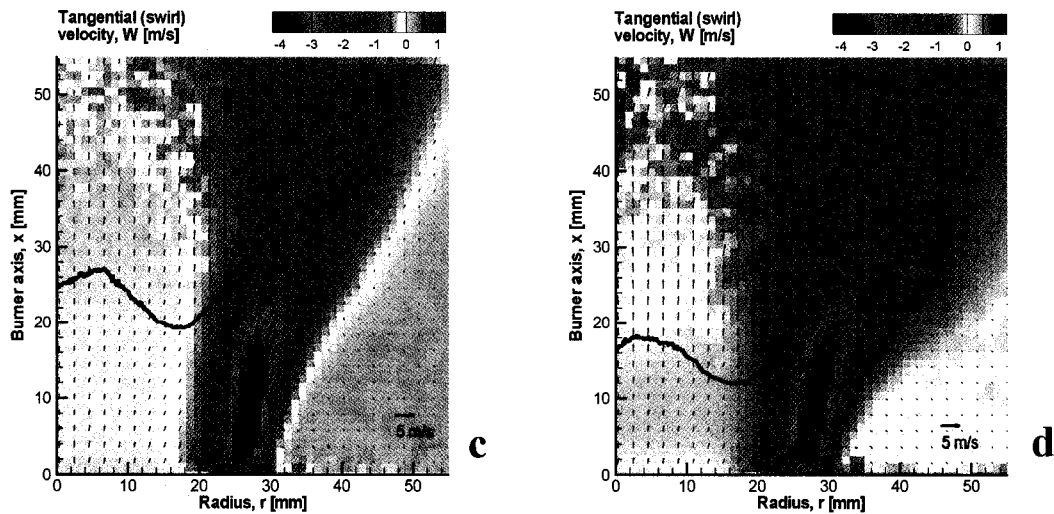 Tangential (swirl)
velocity, W [m/s]
-4 -3 -2 -1 0 1
50
40
30
20
10
0
Burner axis, x [mm]
0 10 20 30 40 50
Radius, r [mm]
5 m/s
c
Tangential (swirl)
velocity, W [m/s]
-4 -3 -2 -1 0 1
50
40
30
20
10
0
Burner axis, x [mm]
0 10 20 30 40 50
Radius, r [mm]
5 m/s
d